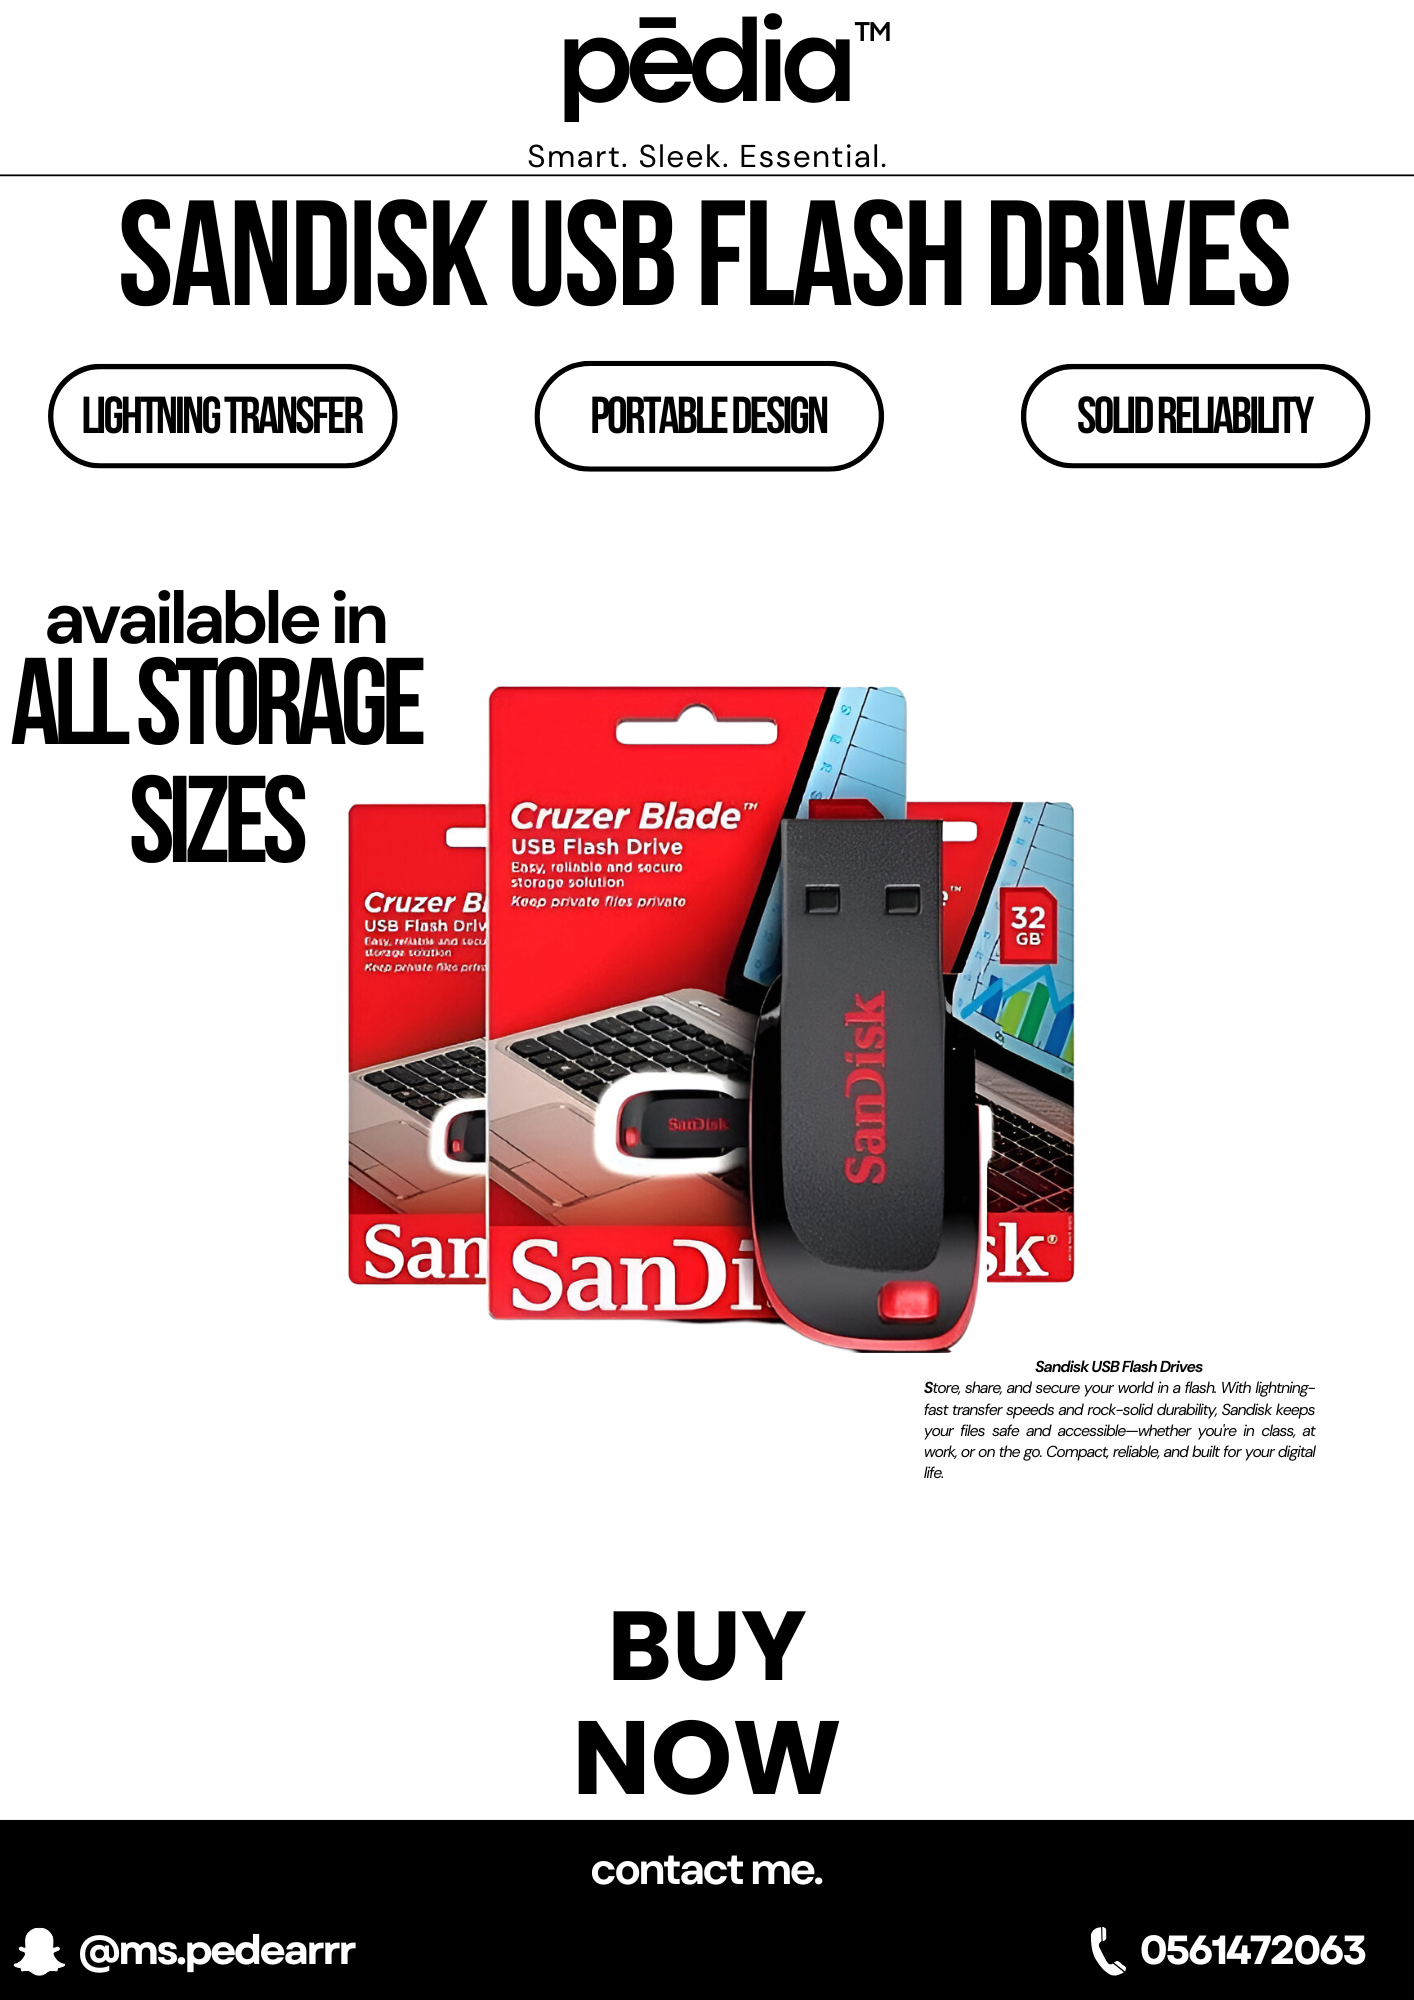 pēdia™
Smart. Sleek. Essential.
SANDISK USB FLASH DRIVES
LIGHTNING TRANSFER
PORTABLE DESIGN
SOLID RELIABILITY
available in
ALL STORAGE
SIZES
Cruzer Blade™
USB Flash Drive
Easy, reliable and secure
storage solution
Keep private files private
SanDi
SanDisk
SanDisk
Cruzer Bl
USB Flash Driv
Easy, reliable and secu
storage solution
Keep private files priva
San
e™
32
GB
sk®
Sandisk USB Flash Drives
Store, share, and secure your world in a flash. With lightning-
fast transfer speeds and rock-solid durability, Sandisk keeps
your files safe and accessible—whether you're in class, at
work, or on the go. Compact, reliable, and built for your digital
life.
BUY
NOW
contact me.
@ms.pedearrr
0561472063